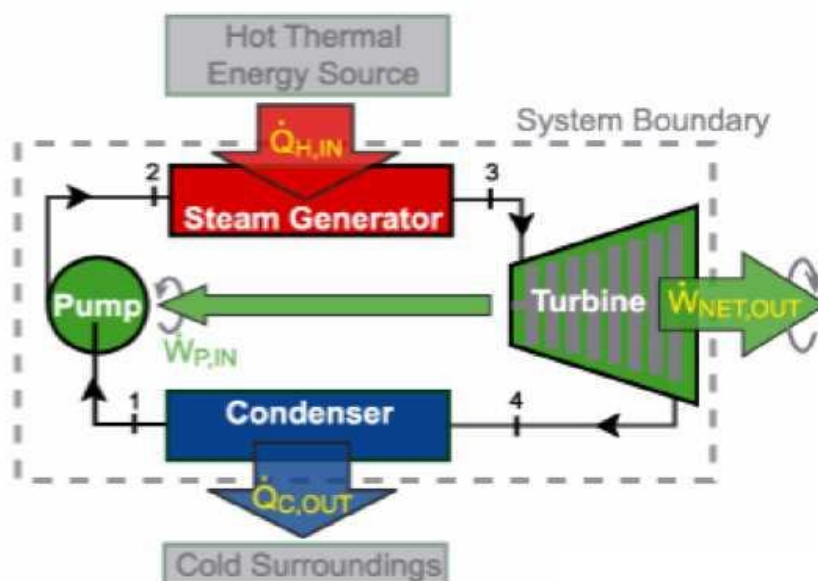 Hot Thermal
Energy Source
System Boundary
Q̇H,IN
2
3
Steam Generator
Pump
Turbine
ẆNET,OUT
ẆP,IN
1
Condenser
4
Q̇C,OUT
Cold Surroundings